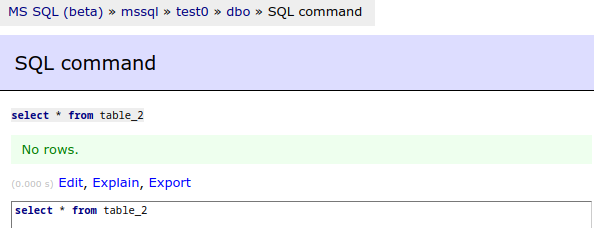 MS SQL (beta) » mssql » test0 » dbo » SQL command
SQL command
select * from table_2
No rows.
(0.000 s) Edit, Explain, Export
select * from table_2